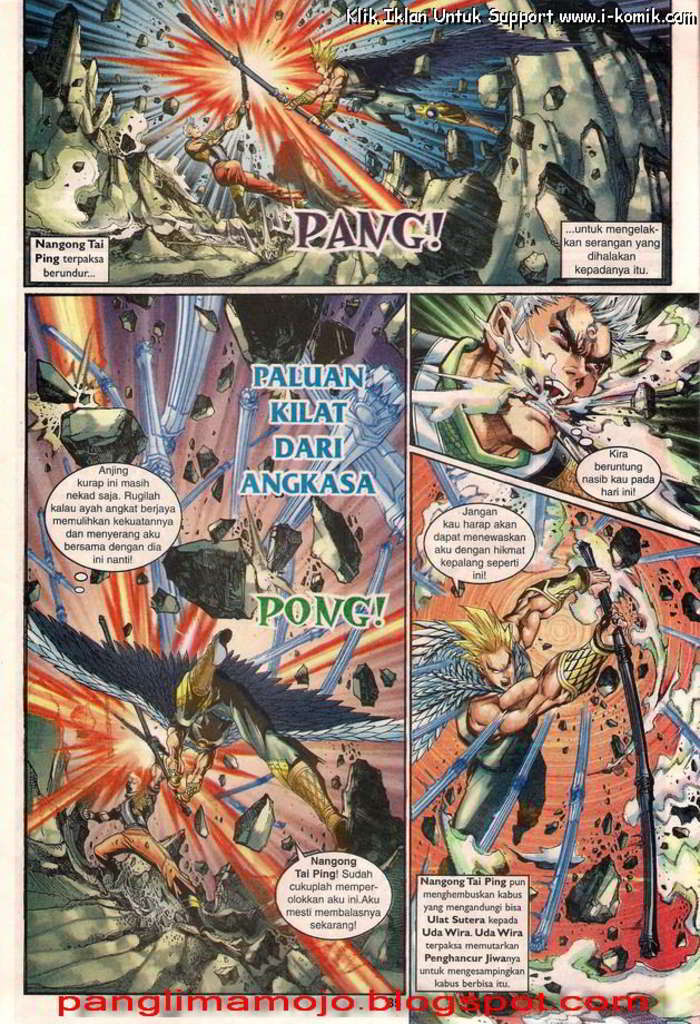 Klik Iklan Untuk Support www.i-komik.com
PANG!
Nangong Tai
Ping terpaksa
berundur...
...untuk mengelak-
kan serangan yang
dihalakan
kepadanya itu.
PALUAN
KILAT
DARI
ANGKASA
Anjing
kurap ini masih
nekad saja. Rugilah
kalau ayah angkat berjaya
memulihkan kekuatannya
dan menyerang aku
bersama dengan dia
ini nanti!
PONG!
Nangong
Tai Ping! Sudah
cukuplah memper-
olokkan aku ini.Aku
mesti membalasnya
sekarang!
Kira
beruntung
nasib kau pada
hari ini!
Jangan
kau harap akan
dapat menewaskan
aku dengan hikmat
kepalang seperti
ini!
Nangong Tai Ping pun
menghembuskan kabus
yang mengandungi bisa
Ulat Sutera kepada
Uda Wira. Uda Wira
terpaksa memutarkan
Penghancur Jiwanya
untuk mengesampingkan
kabus berbisa itu.
panglimamojo.blogspot.com